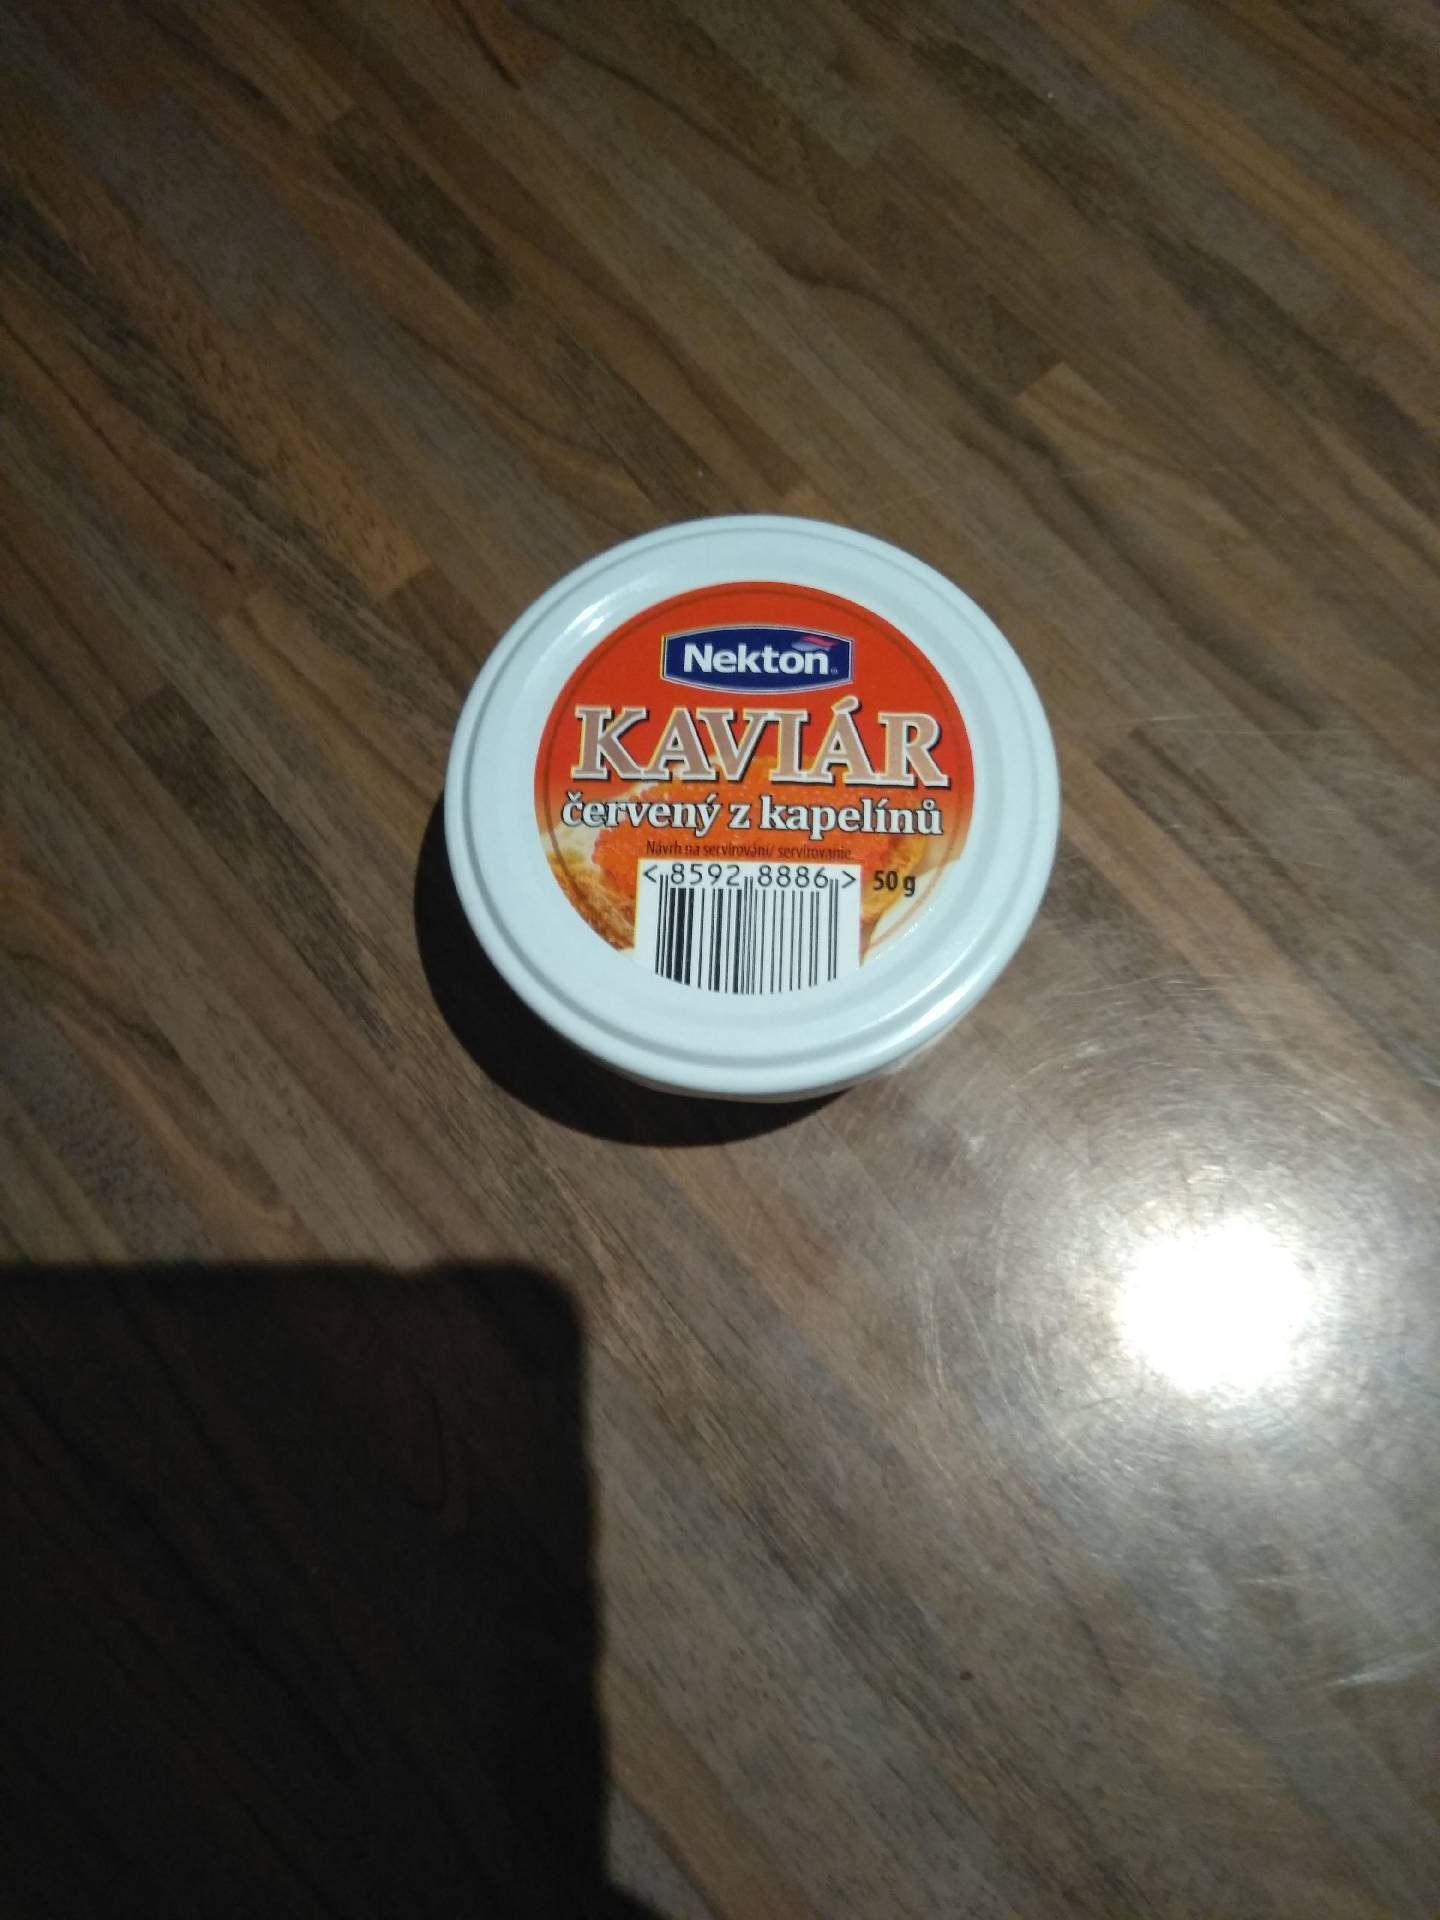 Nekton
KAVIÁR
červený z kapelínů
Návrh na servírování/ servírovanie.
<8592 8886> 50 g